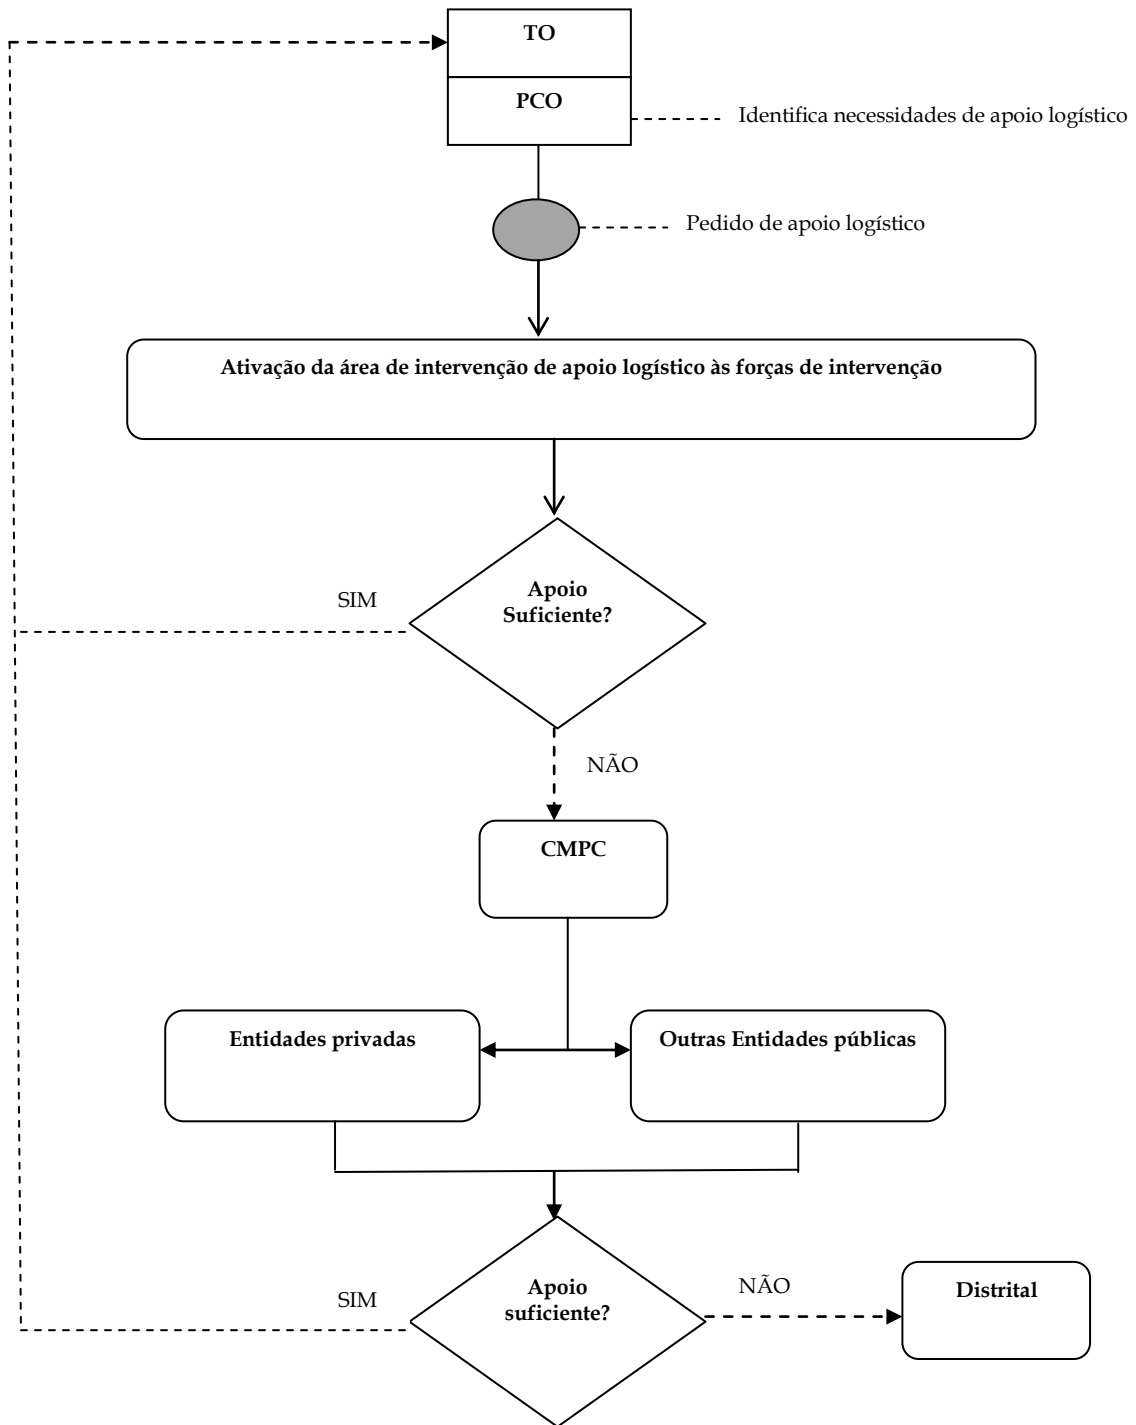 TO
PCO
Identifica necessidades de apoio logístico
Pedido de apoio logístico
Ativação da área de intervenção de apoio logístico às forças de intervenção
Apoio
Suficiente?
SIM
NÃO
CMPC
Entidades privadas
Outras Entidades públicas
Apoio
suficiente?
SIM
NÃO
Distrital